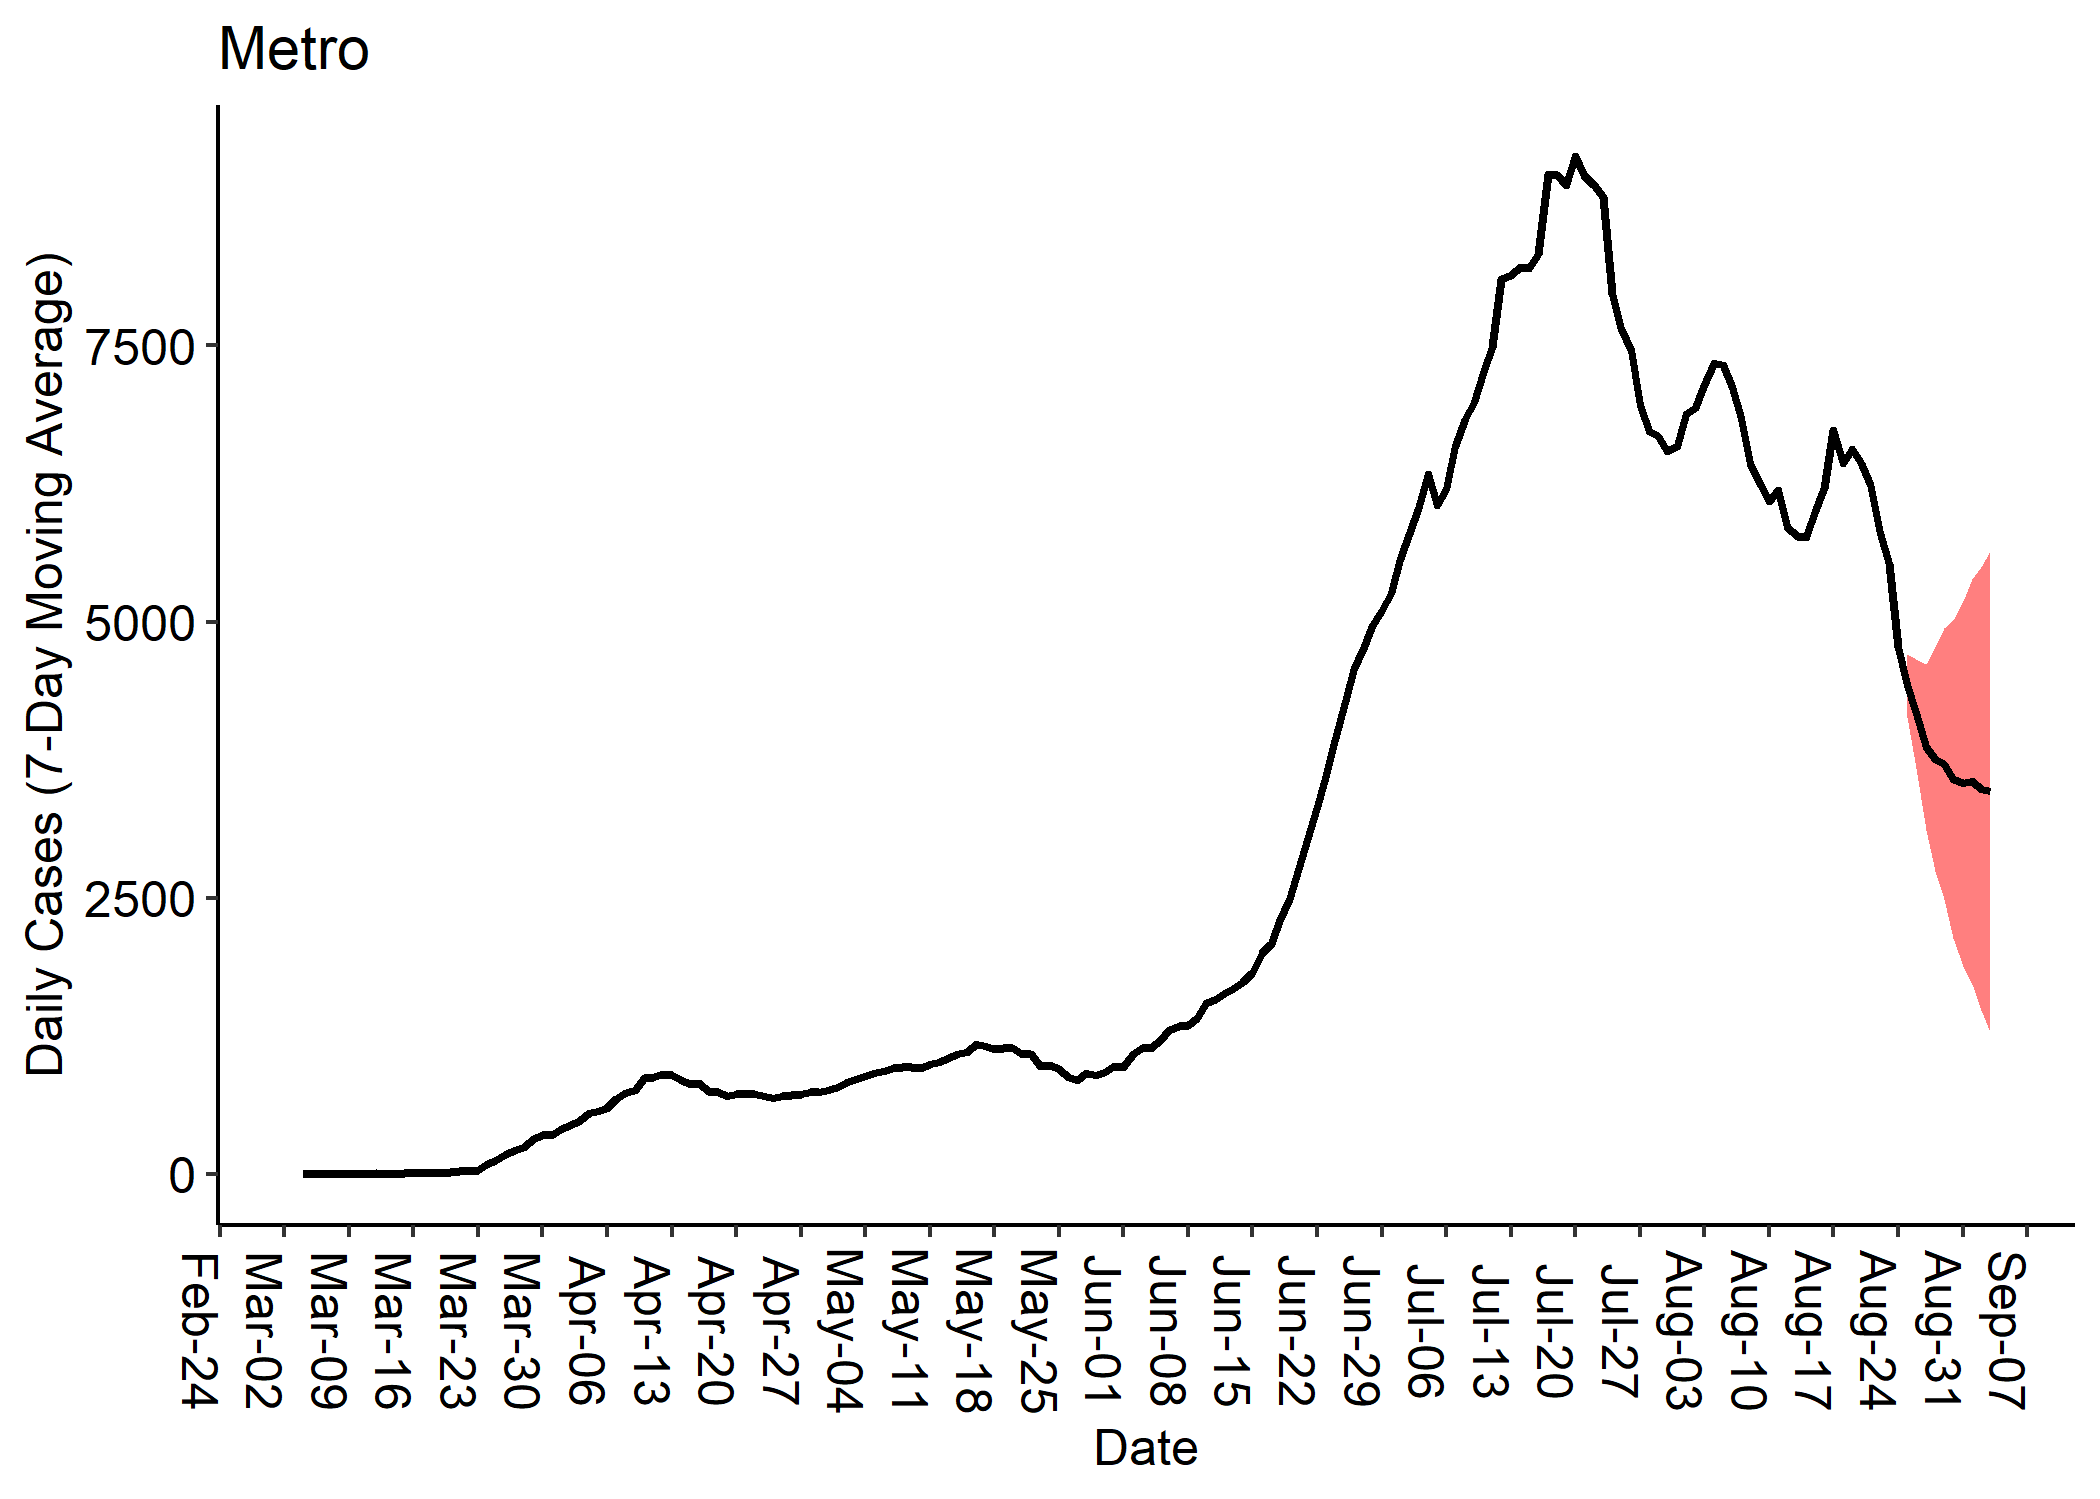 Metro
Daily Cases (7-Day Moving Average)
7500
5000
2500
0
Feb-24
Mar-02
Mar-09
Mar-16
Mar-23
Mar-30
Apr-06
Apr-13
Apr-20
Apr-27
May-04
May-11
May-18
May-25
Jun-01
Jun-08
Jun-15
Jun-22
Jun-29
Jul-06
Jul-13
Jul-20
Jul-27
Aug-03
Aug-10
Aug-17
Aug-24
Aug-31
Sep-07
Date